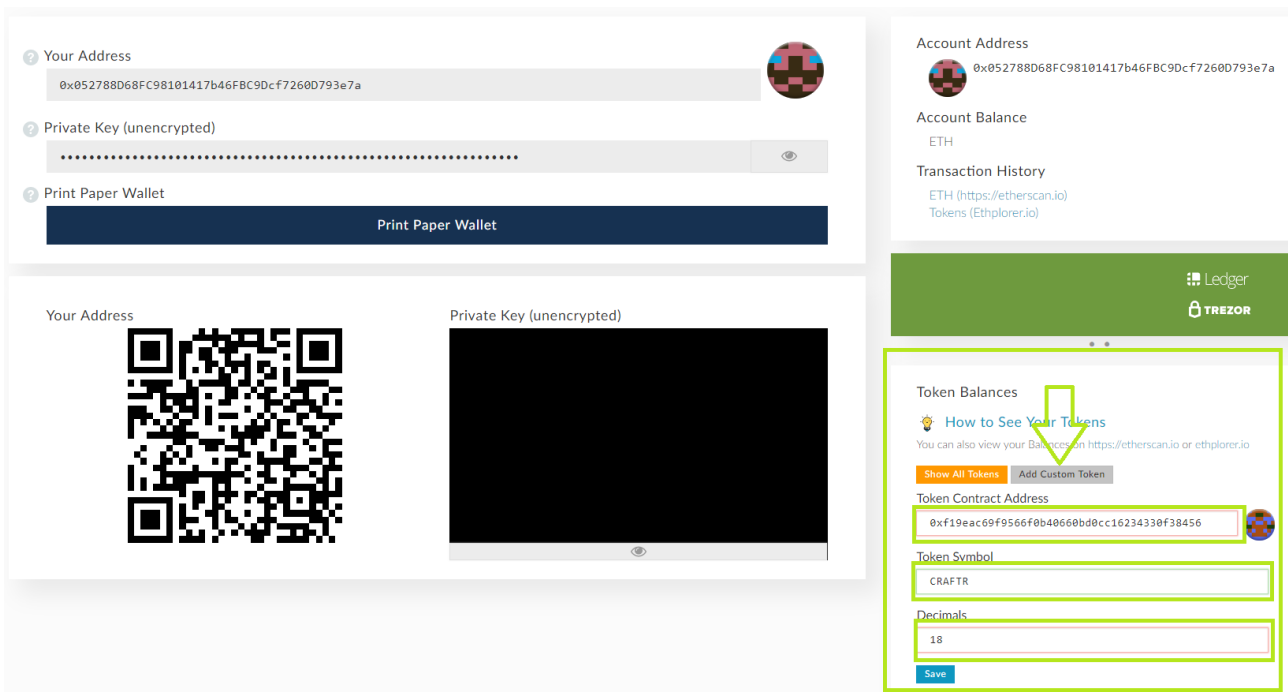 Your Address
0x052788D68FC98101417b46FBC9Dcf7260D793e7a
Private Key (unencrypted)
Print Paper Wallet
Print Paper Wallet
Your Address
Private Key (unencrypted)
Account Address
0x052788D68FC98101417b46FBC9Dcf7260D793e7a
Account Balance
ETH
Transaction History
ETH (https://etherscan.io)
Tokens (Ethplorer.io)
Ledger
TREZOR
Token Balances
How to See Your Tokens
You can also view your Balances on https://etherscan.io or ethplorer.io
Show All Tokens Add Custom Token
Token Contract Address
0xf19eac69f9566f0b40660bd0cc16234330f38456
Token Symbol
CRAFTR
Decimals
18
Save